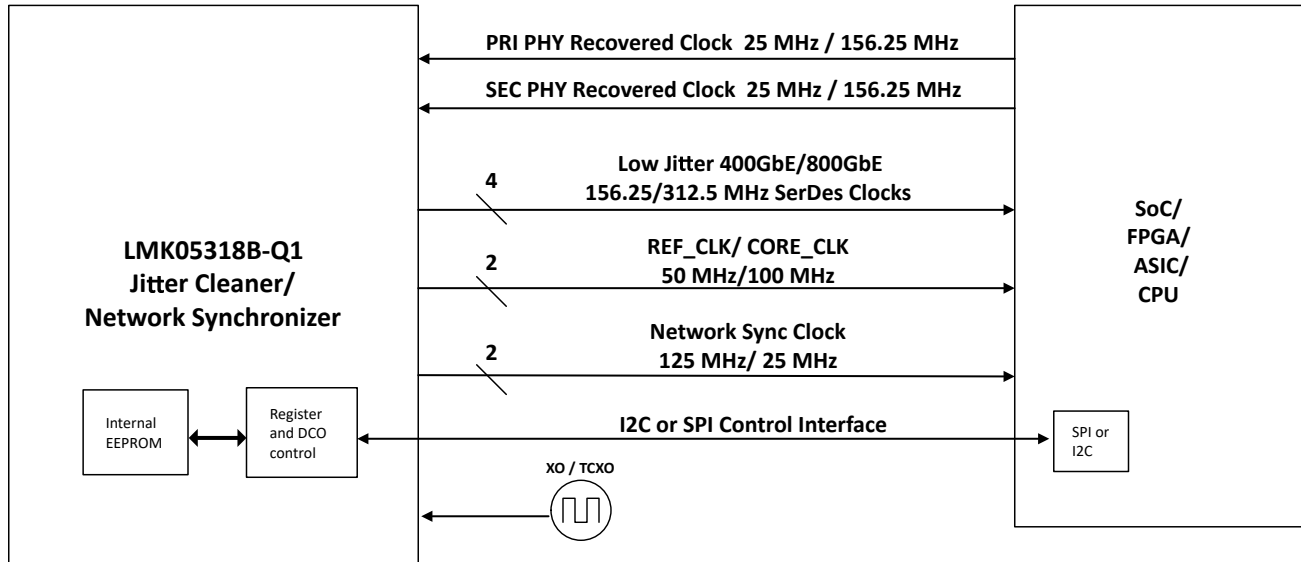 PRI PHY Recovered Clock 25 MHz / 156.25 MHz
SEC PHY Recovered Clock 25 MHz / 156.25 MHz
4
Low Jitter 400GbE/800GbE
156.25/312.5 MHz SerDes Clocks
LMK05318B-Q1
Jitter Cleaner/
Network Synchronizer
2
REF_CLK/ CORE_CLK
50 MHz/100 MHz
SoC/
FPGA/
ASIC/
CPU
2
Network Sync Clock
125 MHz/ 25 MHz
Internal
EEPROM
Register
and DCO
control
I2C or SPI Control Interface
SPI or
I2C
XO / TCXO